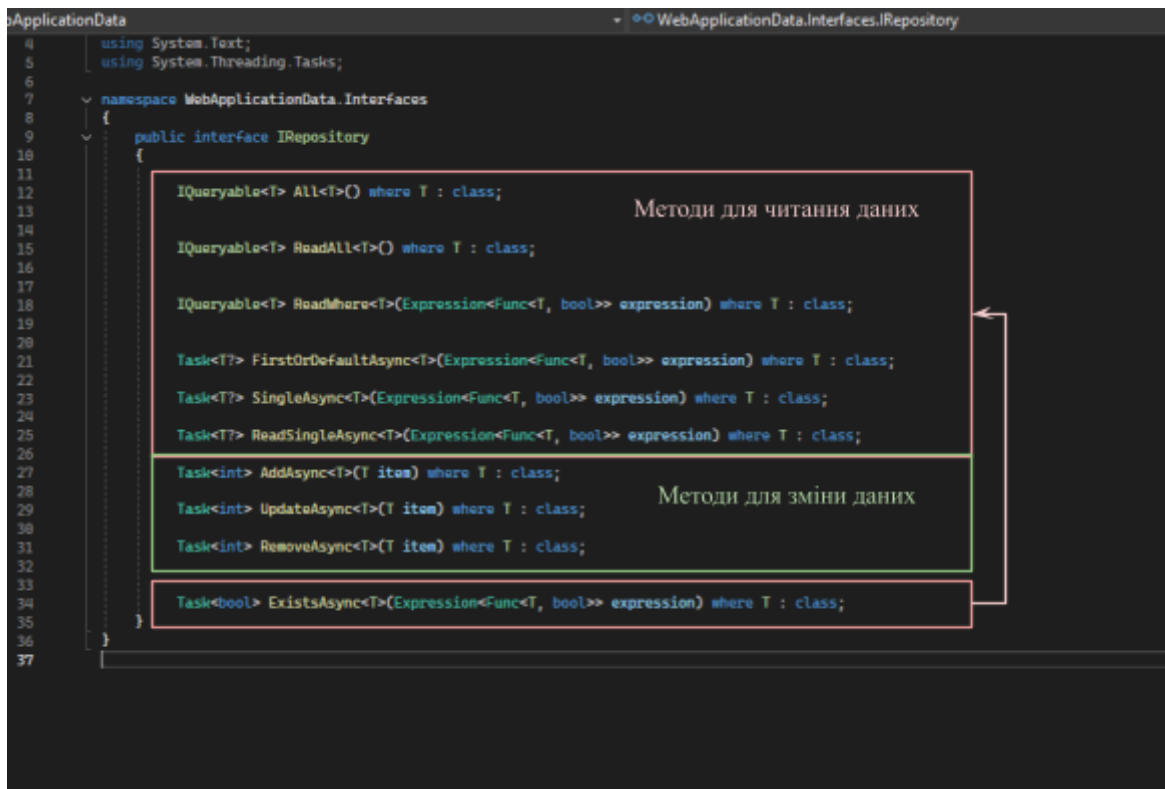 oApplicationData WebApplicationData.Interfaces.IRepository
4 using System.Text;
5 using System.Threading.Tasks;
6
7 namespace WebApplicationData.Interfaces
8 {
9 public interface IRepository
10 {
11
12 IQueryable<T> All<T>() where T : class;
13 Методи для читання даних
14
15 IQueryable<T> ReadAll<T>() where T : class;
16
17
18 IQueryable<T> ReadWhere<T>(Expression<Func<T, bool>> expression) where T : class;
19
20
21 Task<T?> FirstOrDefaultAsync<T>(Expression<Func<T, bool>> expression) where T : class;
22
23 Task<T?> SingleAsync<T>(Expression<Func<T, bool>> expression) where T : class;
24
25 Task<T?> ReadSingleAsync<T>(Expression<Func<T, bool>> expression) where T : class;
26
27 Task<int> AddAsync<T>(T item) where T : class;
28 Методи для зміни даних
29 Task<int> UpdateAsync<T>(T item) where T : class;
30
31 Task<int> RemoveAsync<T>(T item) where T : class;
32
33
34 Task<bool> ExistsAsync<T>(Expression<Func<T, bool>> expression) where T : class;
35 }
36 }
37